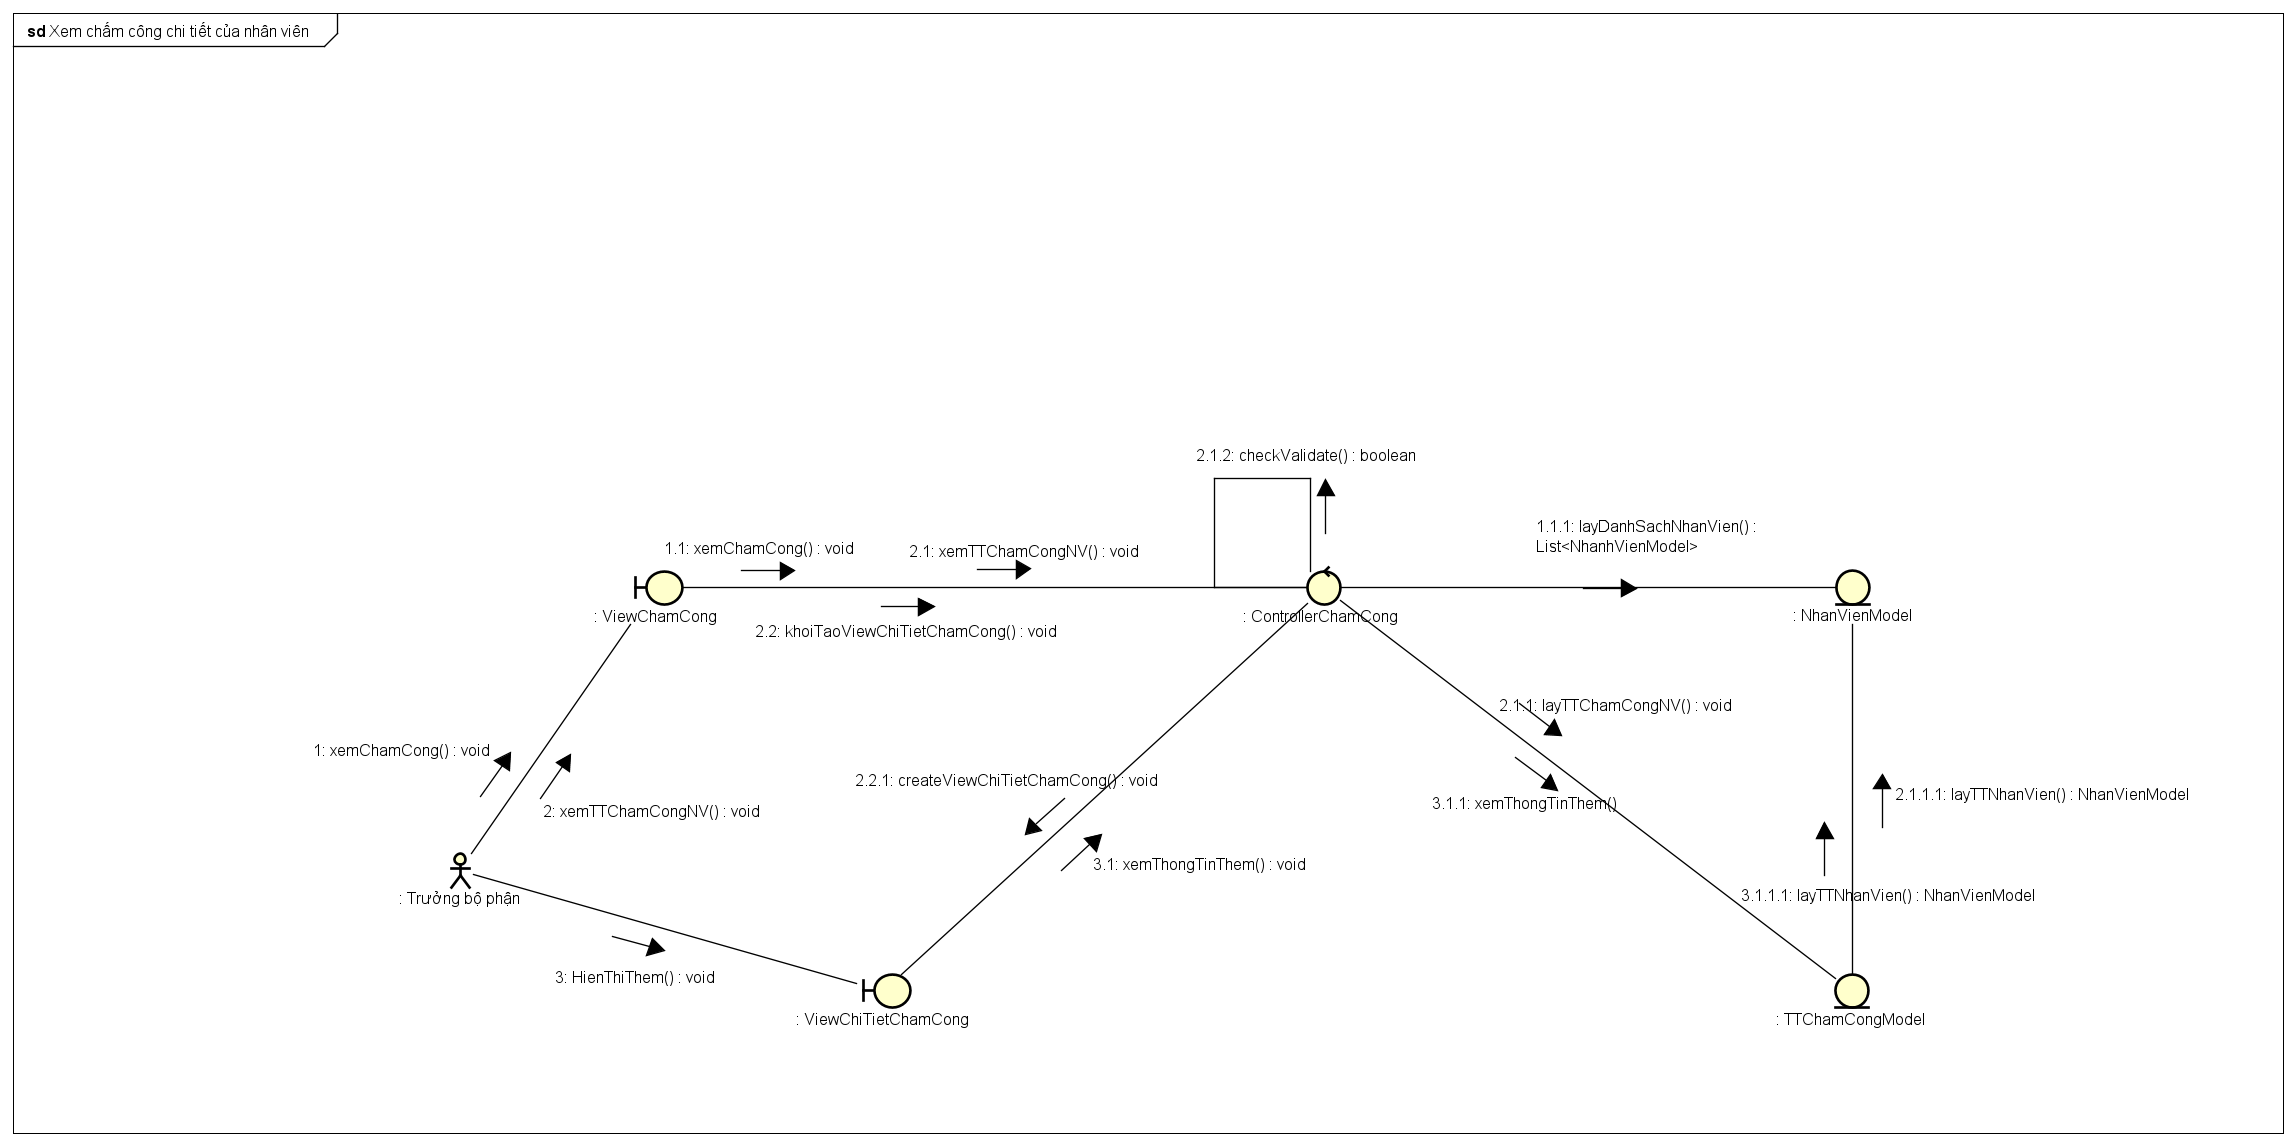 sd Xem chấm công chi tiết của nhân viên
2.1.2: checkValidate() : boolean
1.1.1: layDanhSachNhanVien() :
List<NhanhVienModel>
1.1: xemChamCong() : void
2.1: xemTTChamCongNV() : void
: ViewChamCong
: ControllerChamCong
: NhanVienModel
2.2: khoiTaoViewChiTietChamCong() : void
2.1.1: layTTChamCongNV() : void
1: xemChamCong() : void
2.2.1: createViewChiTietChamCong() : void
2.1.1.1: layTTNhanVien() : NhanVienModel
3.1.1: xemThongTinThem()
2: xemTTChamCongNV() : void
3.1: xemThongTinThem() : void
: Trưởng bộ phận
3.1.1.1: layTTNhanVien() : NhanVienModel
3: HienThiThem() : void
: ViewChiTietChamCong
: TTChamCongModel